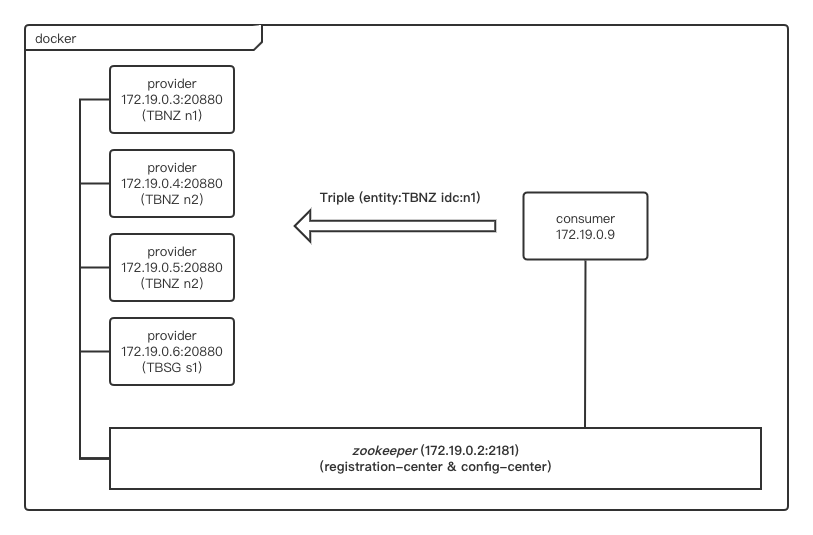 docker
provider
172.19.0.3:20880
(TBNZ n1)
provider
172.19.0.4:20880
(TBNZ n2)
provider
172.19.0.5:20880
(TBNZ n2)
provider
172.19.0.6:20880
(TBSG s1)
Triple (entity:TBNZ idc:n1)
consumer
172.19.0.9
zookeeper (172.19.0.2:2181)
(registration-center & config-center)